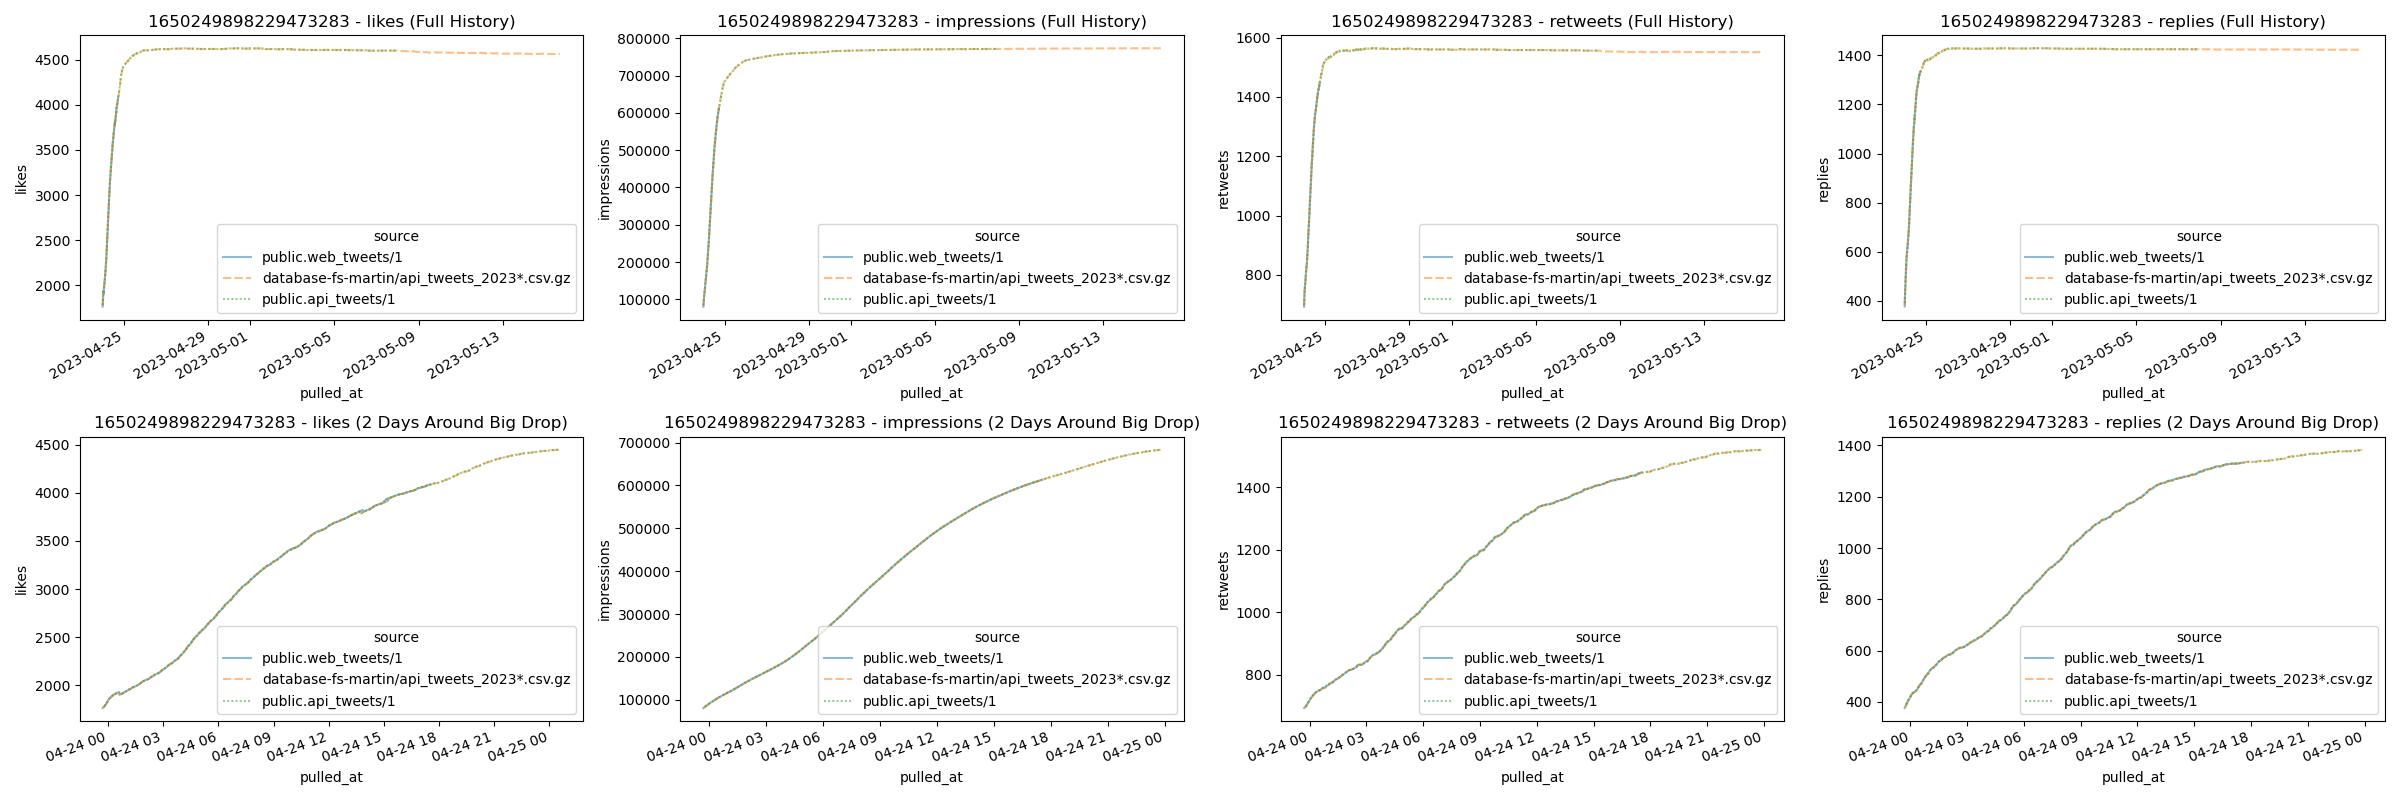 1650249898229473283 - likes (Full History)
4500
4000
3500
3000
2500
2000
likes
source
public.web_tweets/1
database-fs-martin/api_tweets_2023*.csv.gz
public.api_tweets/1
2023-04-25
2023-04-29
2023-05-01
2023-05-05
2023-05-09
2023-05-13
pulled_at
1650249898229473283 - impressions (Full History)
800000
700000
600000
500000
400000
300000
200000
100000
impressions
source
public.web_tweets/1
database-fs-martin/api_tweets_2023*.csv.gz
public.api_tweets/1
2023-04-25
2023-04-29
2023-05-01
2023-05-05
2023-05-09
2023-05-13
pulled_at
1650249898229473283 - retweets (Full History)
1600
1400
1200
1000
800
retweets
source
public.web_tweets/1
database-fs-martin/api_tweets_2023*.csv.gz
public.api_tweets/1
2023-04-25
2023-04-29
2023-05-01
2023-05-05
2023-05-09
2023-05-13
pulled_at
1650249898229473283 - replies (Full History)
1400
1200
1000
800
600
400
replies
source
public.web_tweets/1
database-fs-martin/api_tweets_2023*.csv.gz
public.api_tweets/1
2023-04-25
2023-04-29
2023-05-01
2023-05-05
2023-05-09
2023-05-13
pulled_at
1650249898229473283 - likes (2 Days Around Big Drop)
4500
4000
3500
3000
2500
2000
likes
source
public.web_tweets/1
database-fs-martin/api_tweets_2023*.csv.gz
public.api_tweets/1
04-24 00
04-24 03
04-24 06
04-24 09
04-24 12
04-24 15
04-24 18
04-24 21
04-25 00
pulled_at
1650249898229473283 - impressions (2 Days Around Big Drop)
700000
600000
500000
400000
300000
200000
100000
impressions
source
public.web_tweets/1
database-fs-martin/api_tweets_2023*.csv.gz
public.api_tweets/1
04-24 00
04-24 03
04-24 06
04-24 09
04-24 12
04-24 15
04-24 18
04-24 21
04-25 00
pulled_at
1650249898229473283 - retweets (2 Days Around Big Drop)
1400
1200
1000
800
retweets
source
public.web_tweets/1
database-fs-martin/api_tweets_2023*.csv.gz
public.api_tweets/1
04-24 00
04-24 03
04-24 06
04-24 09
04-24 12
04-24 15
04-24 18
04-24 21
04-25 00
pulled_at
1650249898229473283 - replies (2 Days Around Big Drop)
1400
1200
1000
800
600
400
replies
source
public.web_tweets/1
database-fs-martin/api_tweets_2023*.csv.gz
public.api_tweets/1
04-24 00
04-24 03
04-24 06
04-24 09
04-24 12
04-24 15
04-24 18
04-24 21
04-25 00
pulled_at